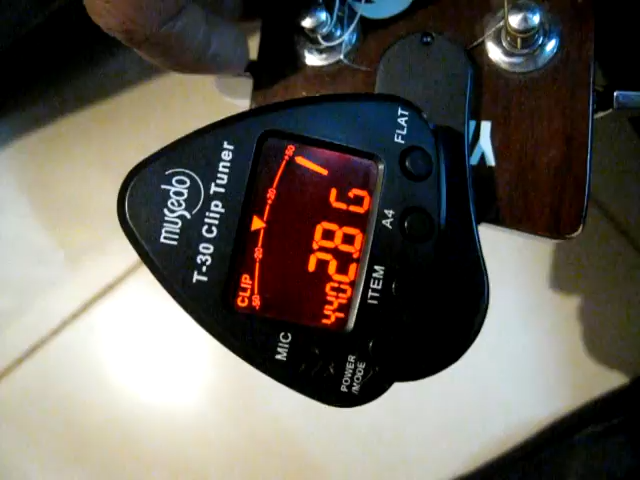 musedo
T-30 Clip Tuner
CLIP
-50 -20 +20 +50
440 2.8 G
MIC
POWER
/MODE
ITEM
A4
FLAT